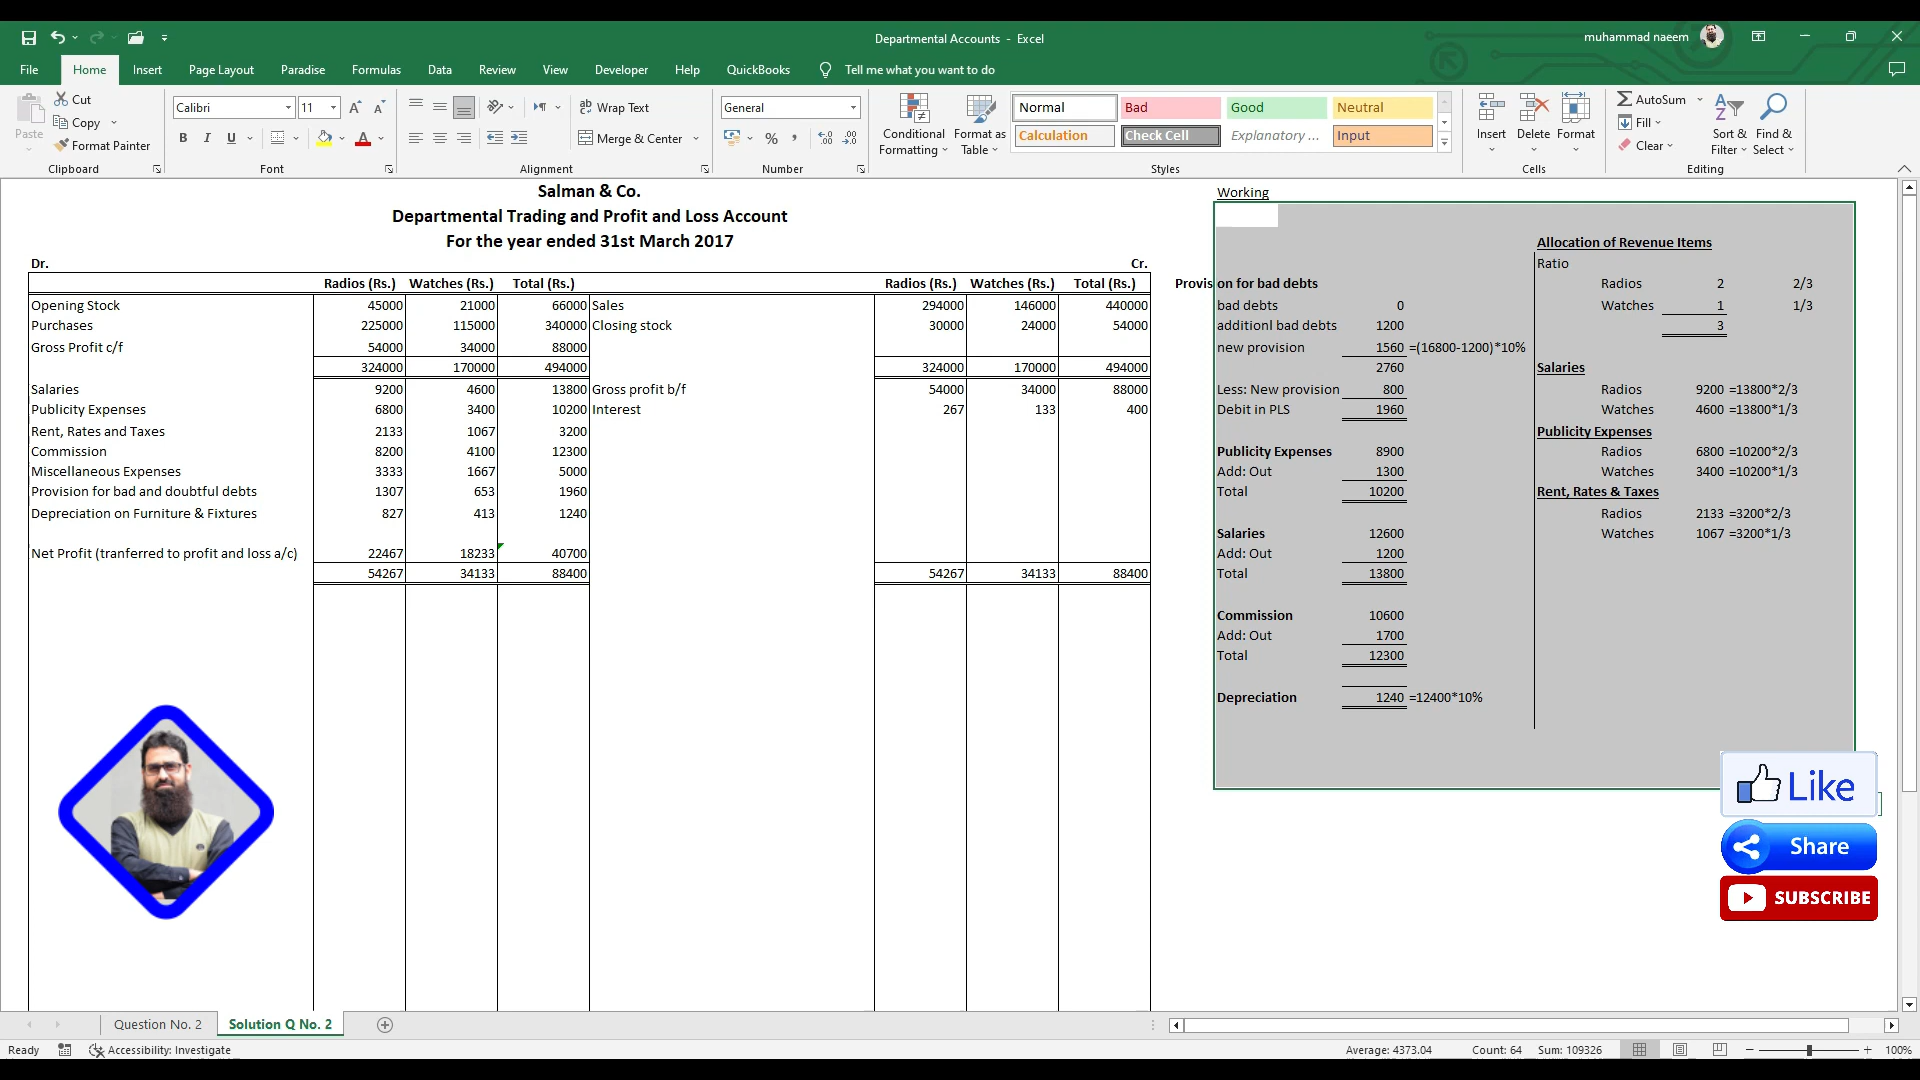 Departmental Accounts - Excel
muhammad naeem
File Home Insert Page Layout Paradise Formulas Data Review View Developer Help QuickBooks Tell me what you want to do
Paste
Cut
Copy
Format Painter
Clipboard
Calibri 11
B I U
Font
Wrap Text
Merge & Center
Alignment
General
Number
Conditional Formatting
Format as Table
Normal Bad Good Neutral
Calculation Check Cell Explanatory ... Input
Styles
Insert Delete Format
Cells
AutoSum
Fill
Clear
Sort & Filter
Find & Select
Editing
Salman & Co.
Departmental Trading and Profit and Loss Account
For the year ended 31st March 2017
Dr. Cr.
Radios (Rs.) Watches (Rs.) Total (Rs.) Radios (Rs.) Watches (Rs.) Total (Rs.)
Opening Stock 45000 21000 66000 Sales 294000 146000 440000
Purchases 225000 115000 340000 Closing stock 30000 24000 54000
Gross Profit c/f 54000 34000 88000
324000 170000 494000 324000 170000 494000
Salaries 9200 4600 13800 Gross profit b/f 54000 34000 88000
Publicity Expenses 6800 3400 10200 Interest 267 133 400
Rent, Rates and Taxes 2133 1067 3200
Commission 8200 4100 12300
Miscellaneous Expenses 3333 1667 5000
Provision for bad and doubtful debts 1307 653 1960
Depreciation on Furniture & Fixtures 827 413 1240
Net Profit (tranferred to profit and loss a/c) 22467 18233 40700
54267 34133 88400 54267 34133 88400
Working
Provision for bad debts
bad debts 0
additionl bad debts 1200
new provision 1560 =(16800-1200)*10%
2760
Less: New provision 800
Debit in PLS 1960
Publicity Expenses 8900
Add: Out 1300
Total 10200
Salaries 12600
Add: Out 1200
Total 13800
Commission 10600
Add: Out 1700
Total 12300
Depreciation 1240 =12400*10%
Allocation of Revenue Items
Ratio
Radios 2 2/3
Watches 1 1/3
3
Salaries
Radios 9200 =13800*2/3
Watches 4600 =13800*1/3
Publicity Expenses
Radios 6800 =10200*2/3
Watches 3400 =10200*1/3
Rent, Rates & Taxes
Radios 2133 =3200*2/3
Watches 1067 =3200*1/3
Like
Share
SUBSCRIBE
Question No. 2 Solution Q No. 2
Ready Accessibility: Investigate Average: 4373.04 Count: 64 Sum: 109326 100%